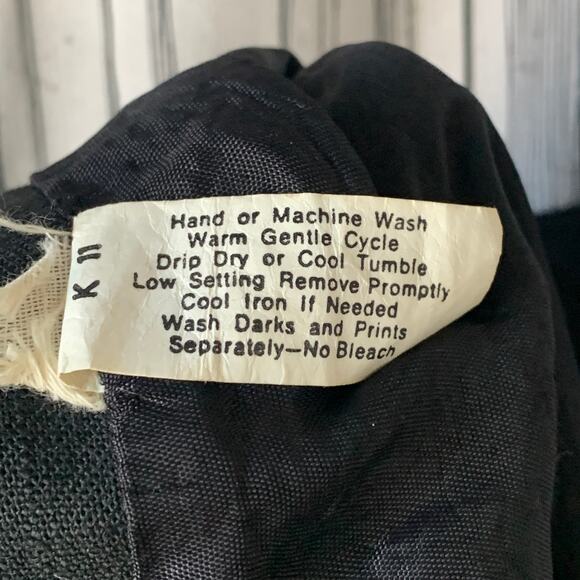 Hand or Machine Wash
Warm Gentle Cycle
Drip Dry or Cool Tumble
Low Setting Remove Promptly
Cool Iron If Needed
Wash Darks and Prints
Separately—No Bleach
K 11